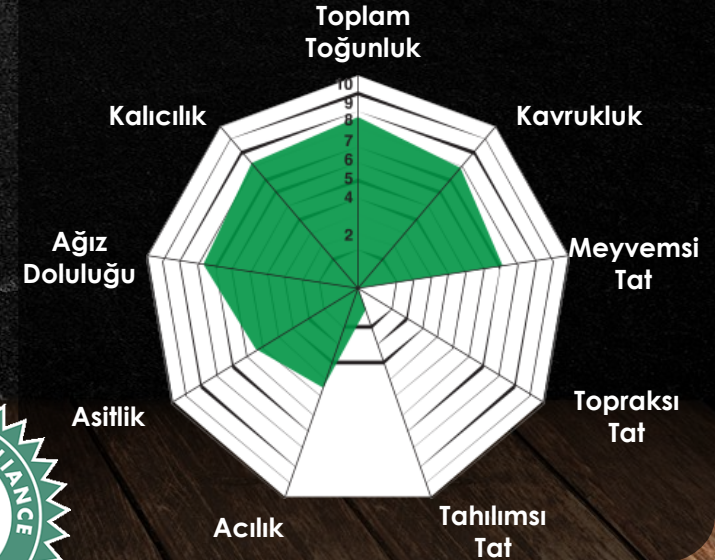 Toplam
Toğunluk
10
9
8
7
6
5
4
2
Kalıcılık
Kavrukluk
Ağız
Doluluğu
Meyvemsi
Tat
Asitlik
Topraksı
Tat
Acılık
Tahılımsı
Tat